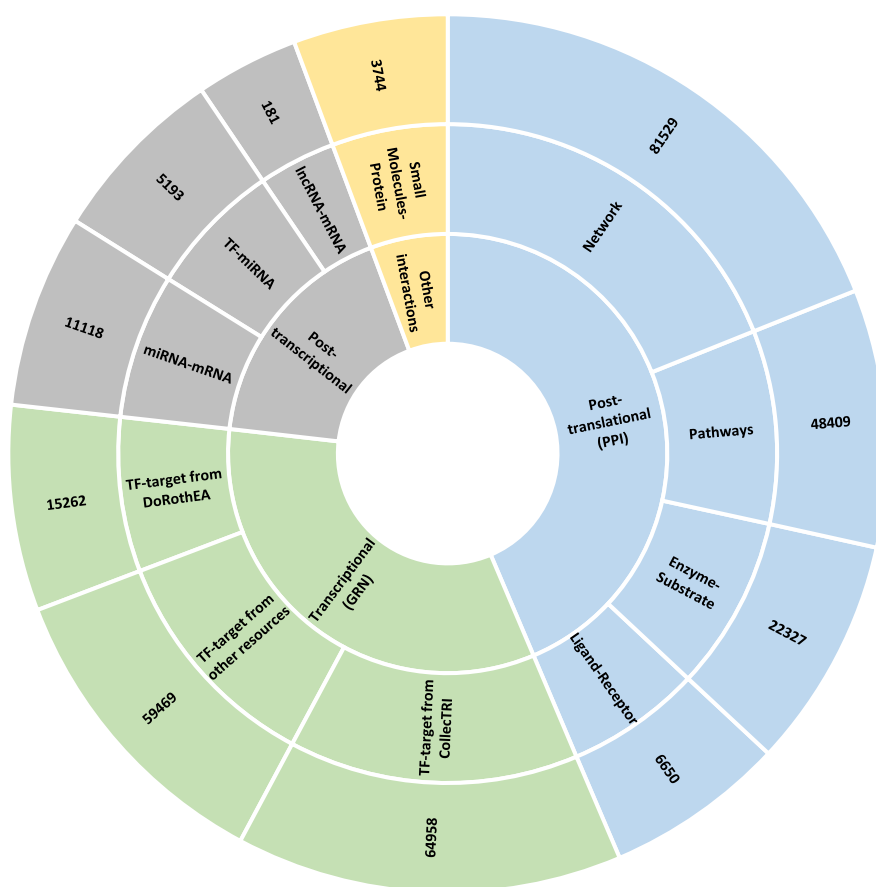 81529
Network
Post-
translational
(PPI)
48409
Pathways
22327
Enzyme-
Substrate
6650
Ligand-Receptor
64958
TF-target from
CollecTRI
Transcriptional
(GRN)
59469
TF-target from
other resources
15262
TF-target from
DoRothEA
11118
miRNA-mRNA
Post-
transcriptional
5193
TF-miRNA
181
lncRNA-mRNA
3744
Small
Molecules-
Protein
Other
interactions